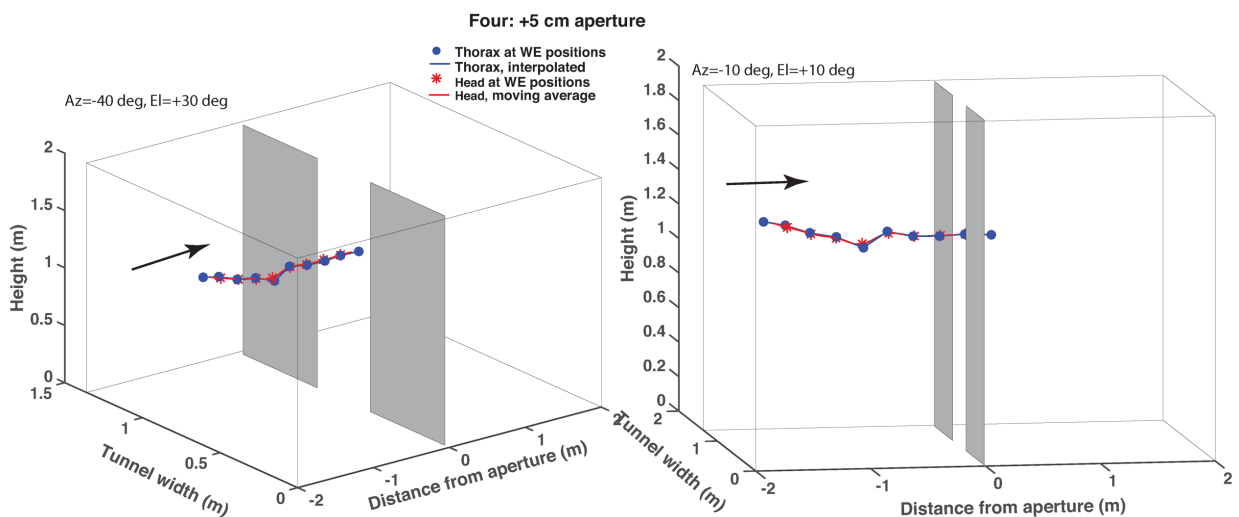 Four: +5 cm aperture
Thorax at WE positions
Thorax, interpolated
Head at WE positions
Head, moving average
Az=-40 deg, El=+30 deg
2
1.5
1
0.5
0
Height (m)
1.5
1
0.5
0
Tunnel width (m)
-2
-1
0
1
2
Distance from aperture (m)
Az=-10 deg, El=+10 deg
2
1.8
1.6
1.4
1.2
1
0.8
0.6
0.4
0.2
0
Height (m)
2
1
0
Tunnel width (m)
-2
-1
0
1
2
Distance from aperture (m)